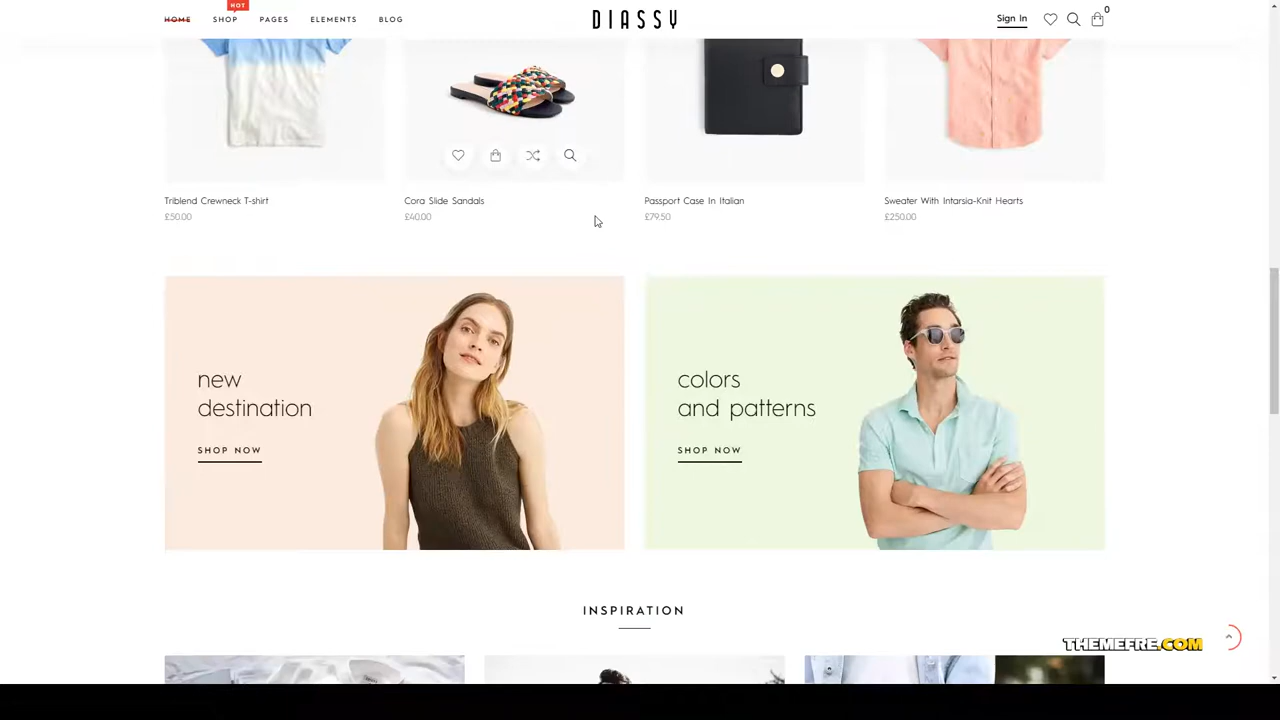 HOT
HOME SHOP PAGES ELEMENTS BLOG
DIASSY
Sign In
0
Triblend Crewneck T-shirt
£50.00
Cora Slide Sandals
£40.00
Passport Case In Italian
£79.50
Sweater With Intarsia-Knit Hearts
£250.00
new
destination
SHOP NOW
colors
and patterns
SHOP NOW
INSPIRATION
THEMEFRE.COM